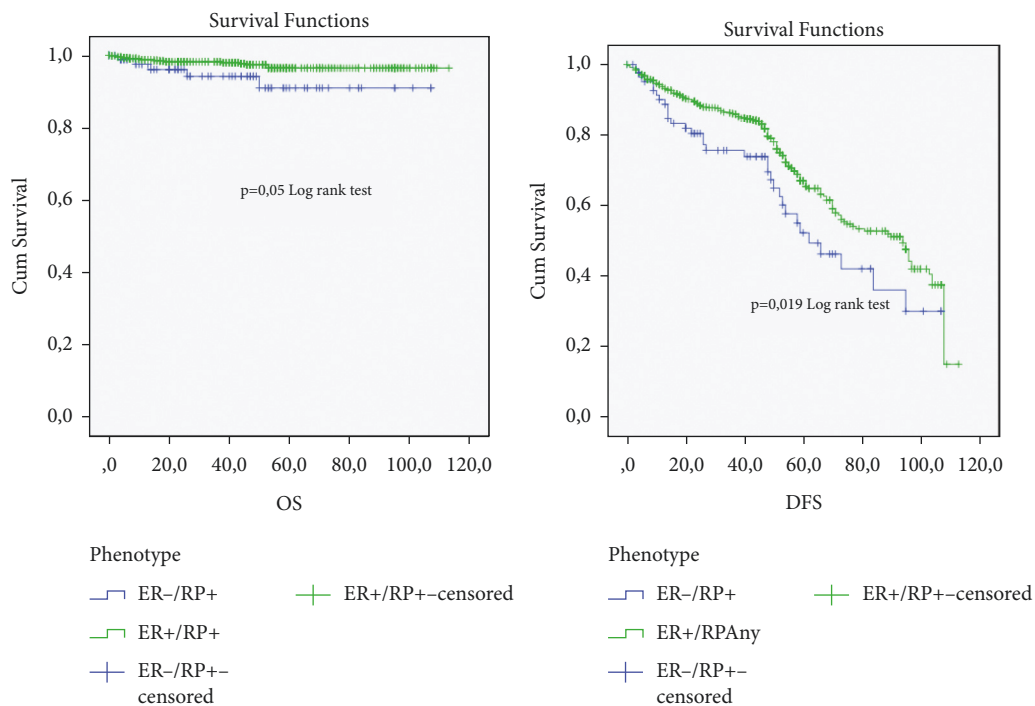 Survival Functions
Cum Survival
1,0
0,8
0,6
0,4
0,2
0,0
p=0,05 Log rank test
,0 20,0 40,0 60,0 80,0 100,0 120,0
OS
Phenotype
ER–/RP+
ER+/RP+
ER–/RP+–
censored
ER+/RP+–censored
Survival Functions
Cum Survival
1,0
0,8
0,6
0,4
0,2
0,0
p=0,019 Log rank test
,0 20,0 40,0 60,0 80,0 100,0 120,0
DFS
Phenotype
ER–/RP+
ER+/RPAny
ER–/RP+–
censored
ER+/RP+–censored